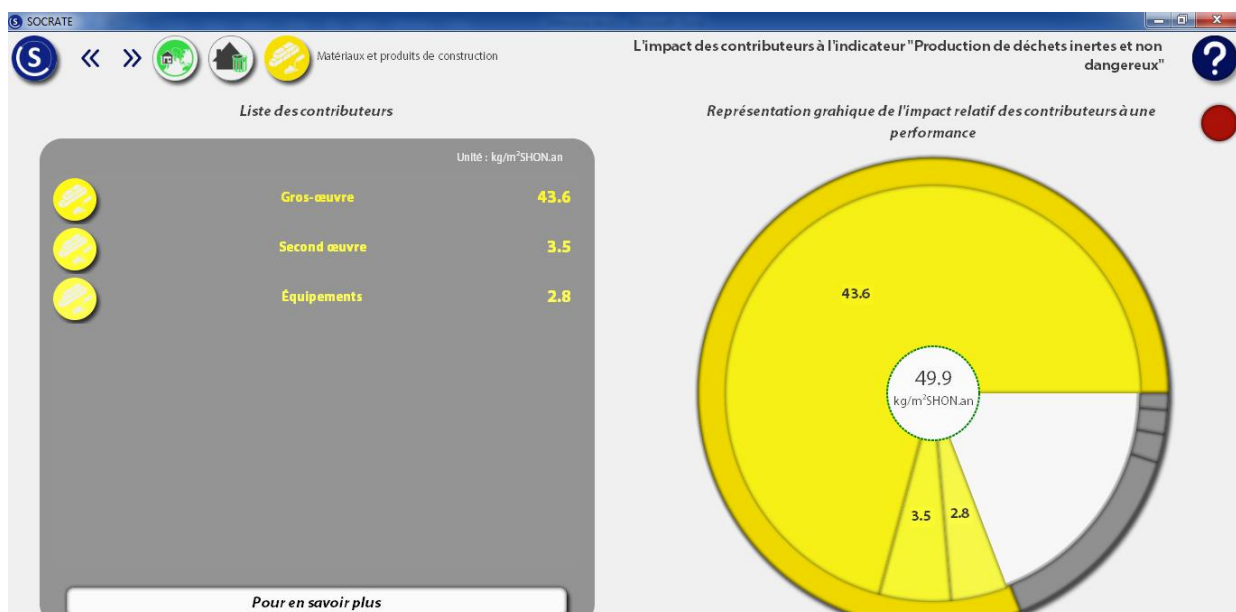 SOCRATE
Matériaux et produits de construction
L'impact des contributeurs à l'indicateur "Production de déchets inertes et non
dangereux"
Liste des contributeurs
Représentation grahique de l'impact relatif des contributeurs à une
performance
Unité : kg/m²SHON.an
Gros-œuvre 43.6
Second œuvre 3.5
Équipements 2.8
43.6
49.9
kg/m²SHON.an
3.5 2.8
Pour en savoir plus